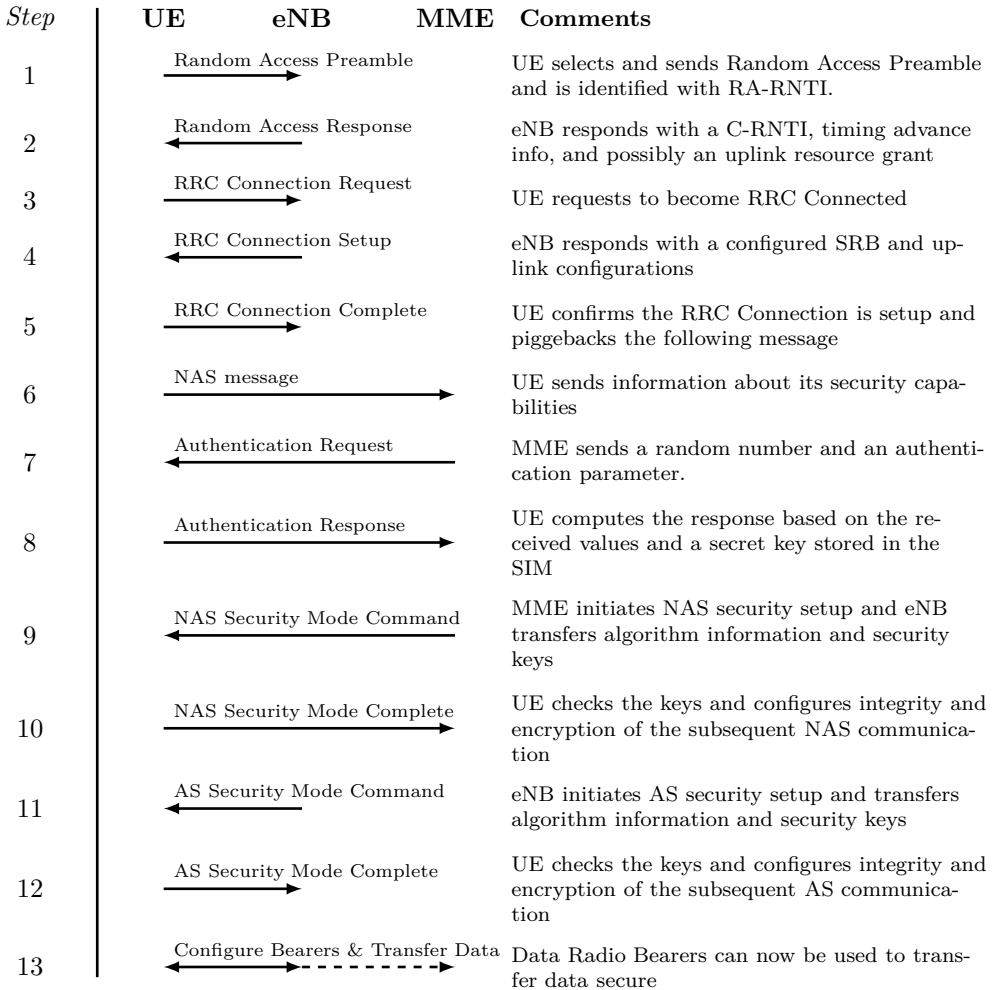 Step UE eNB MME Comments
1 Random Access Preamble UE selects and sends Random Access Preamble
and is identified with RA-RNTI.
2 Random Access Response eNB responds with a C-RNTI, timing advance
info, and possibly an uplink resource grant
3 RRC Connection Request UE requests to become RRC Connected
4 RRC Connection Setup eNB responds with a configured SRB and up-
link configurations
5 RRC Connection Complete UE confirms the RRC Connection is setup and
piggebacks the following message
6 NAS message UE sends information about its security capa-
bilities
7 Authentication Request MME sends a random number and an authenti-
cation parameter.
8 Authentication Response UE computes the response based on the re-
ceived values and a secret key stored in the
SIM
9 NAS Security Mode Command MME initiates NAS security setup and eNB
transfers algorithm information and security
keys
10 NAS Security Mode Complete UE checks the keys and configures integrity and
encryption of the subsequent NAS communica-
tion
11 AS Security Mode Command eNB initiates AS security setup and transfers
algorithm information and security keys
12 AS Security Mode Complete UE checks the keys and configures integrity and
encryption of the subsequent AS communica-
tion
13 Configure Bearers & Transfer Data Data Radio Bearers can now be used to trans-
fer data secure